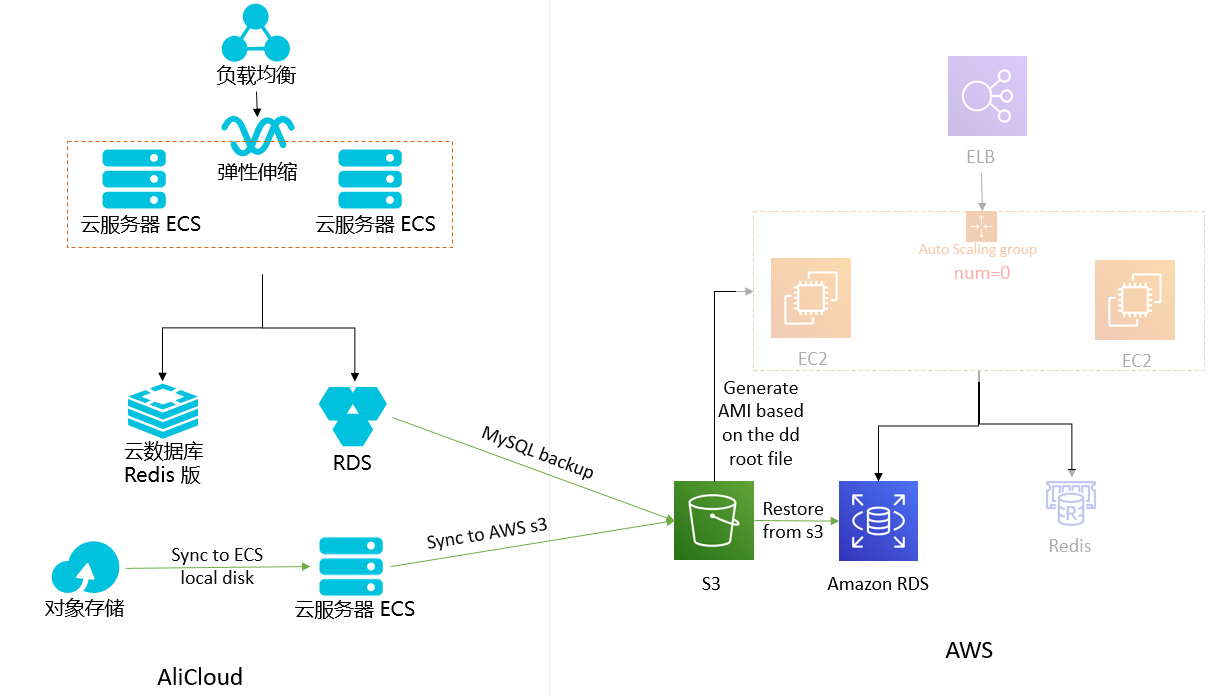 负载均衡
弹性伸缩
云服务器 ECS
云服务器 ECS
云数据库
Redis 版
RDS
MySQL backup
对象存储
Sync to ECS
local disk
云服务器 ECS
Sync to AWS s3
AliCloud
ELB
Auto Scaling group
num=0
EC2
EC2
Generate
AMI based
on the dd
root file
S3
Restore
from s3
Amazon RDS
R
Redis
AWS